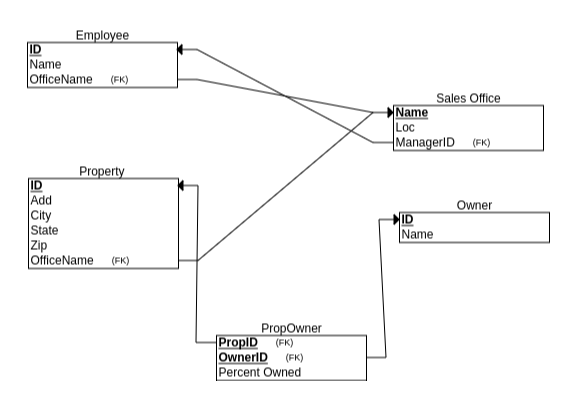 Employee
ID
Name
OfficeName (FK)
Sales Office
Name
Loc
ManagerID (FK)
Property
ID
Add
City
State
Zip
OfficeName (FK)
Owner
ID
Name
PropOwner
PropID (FK)
OwnerID (FK)
Percent Owned